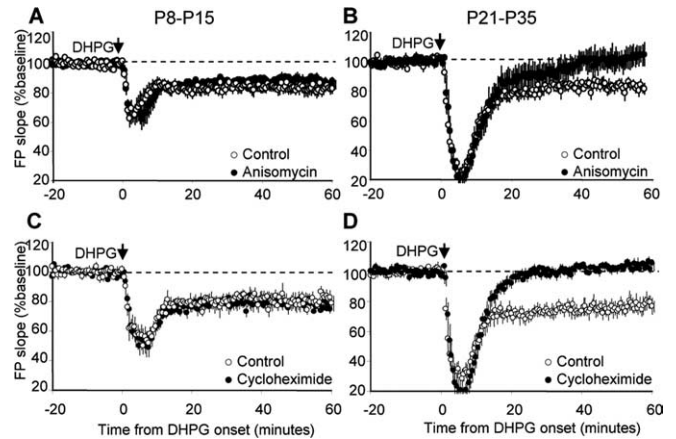 A P8-P15 B P21-P35
120 DHPG 120 DHPG
100 100
80 80
60 60
40 Control 40 Control
Anisomycin Anisomycin
20 20
-20 0 20 40 60 -20 0 20 40 60
FP slope (%baseline)
C D
120 DHPG 120 DHPG
100 100
80 80
60 60
40 Control 40 Control
Cycloheximide Cycloheximide
20 20
-20 0 20 40 60 -20 0 20 40 60
FP slope (%baseline)
Time from DHPG onset (minutes) Time from DHPG onset (minutes)